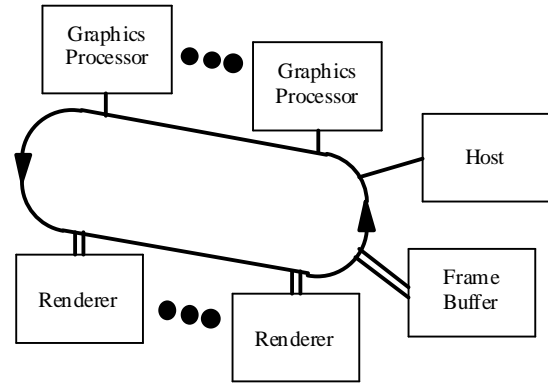 Graphics
Processor
Graphics
Processor
Host
Renderer
Renderer
Frame
Buffer